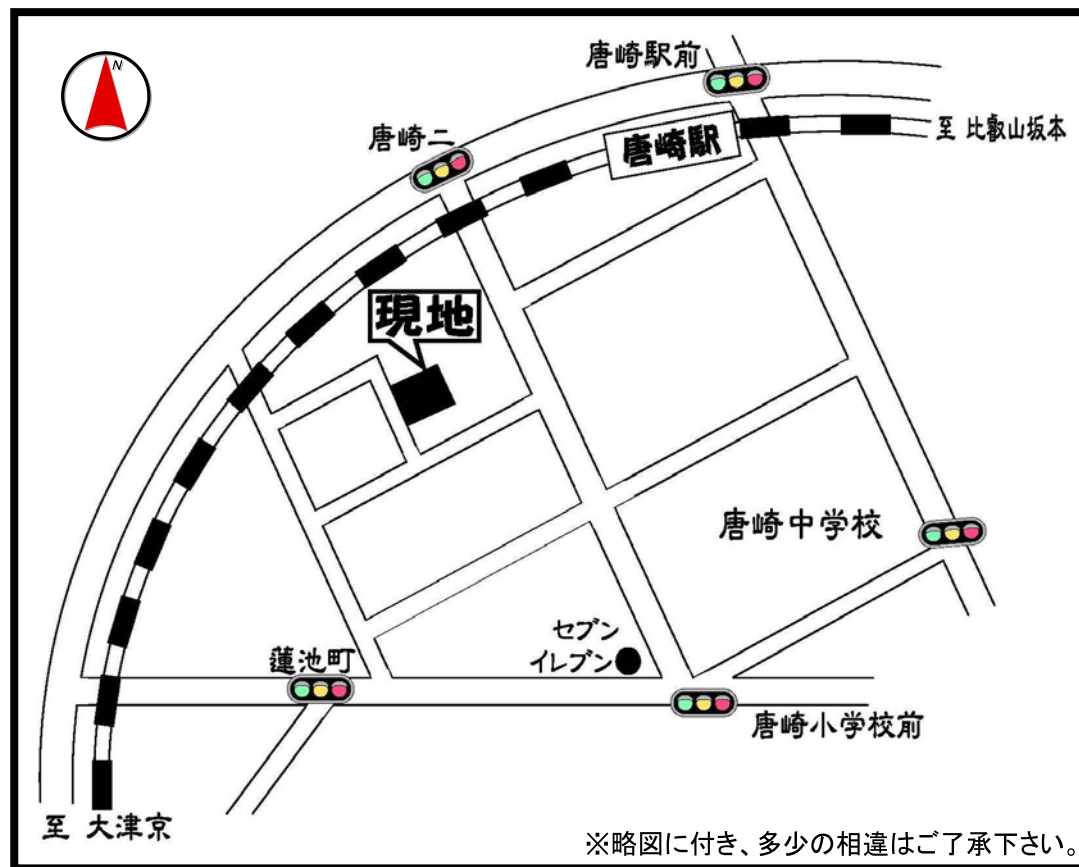 N
唐崎駅前
唐崎二
唐崎駅
至 比叡山坂本
現地
唐崎中学校
セブン
イレブン
蓮池町
唐崎小学校前
至 大津京
※略図に付き、多少の相違はご了承下さい。